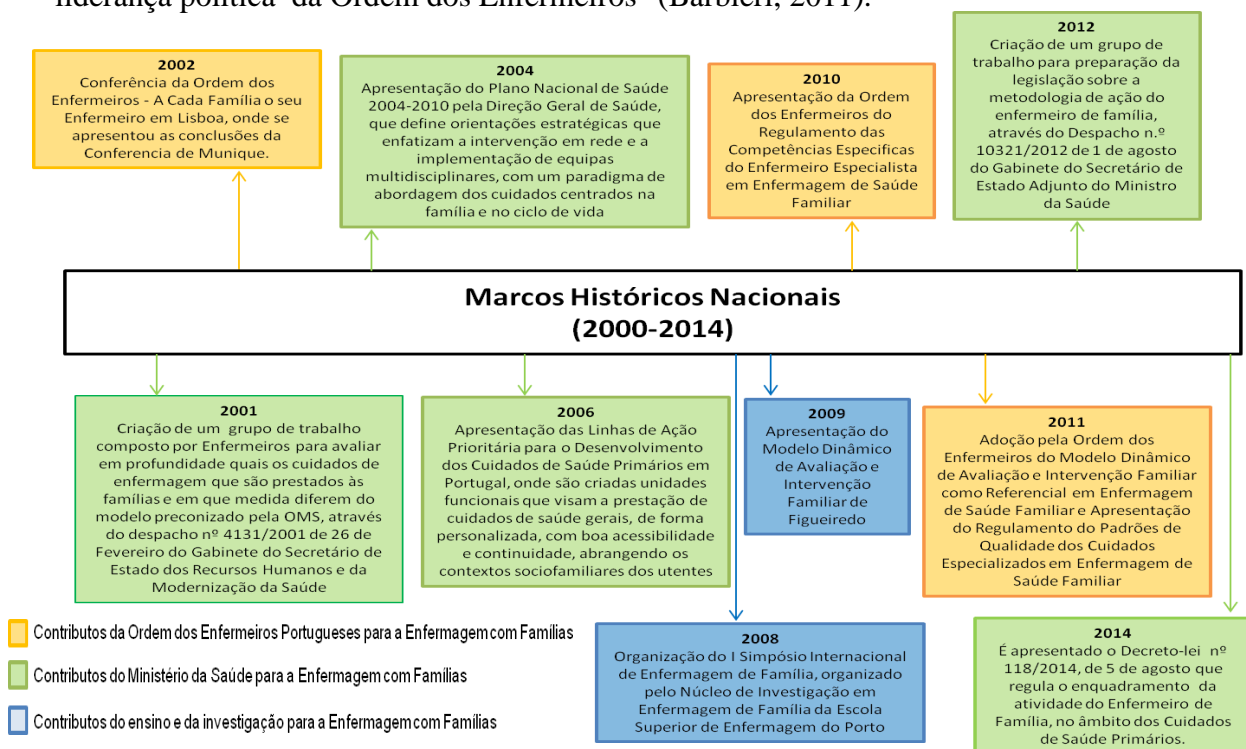 liderança política da Ordem dos Enfermeiros" (Barbieri, 2011).
2002
Conferência da Ordem dos
Enfermeiros - A Cada Família o seu
Enfermeiro em Lisboa, onde se
apresentou as conclusões da
Conferencia de Munique.
2004
Apresentação do Plano Nacional de Saúde
2004-2010 pela Direção Geral de Saúde,
que define orientações estratégicas que
enfatizam a intervenção em rede e a
implementação de equipas
multidisciplinares, com um paradigma de
abordagem dos cuidados centrados na
família e no ciclo de vida
2010
Apresentação da Ordem
dos Enfermeiros do
Regulamento das
Competências Especificas
do Enfermeiro Especialista
em Enfermagem de Saúde
Familiar
2012
Criação de um grupo de
trabalho para preparação da
legislação sobre a
metodologia de ação do
enfermeiro de família,
através do Despacho n.º
10321/2012 de 1 de agosto
do Gabinete do Secretário de
Estado Adjunto do Ministro
da Saúde
Marcos Históricos Nacionais
(2000-2014)
2001
Criação de um grupo de trabalho
composto por Enfermeiros para avaliar
em profundidade quais os cuidados de
enfermagem que são prestados às
famílias e em que medida diferem do
modelo preconizado pela OMS, através
do despacho nº 4131/2001 de 26 de
Fevereiro do Gabinete do Secretário de
Estado dos Recursos Humanos e da
Modernização da Saúde
2006
Apresentação das Linhas de Ação
Prioritária para o Desenvolvimento
dos Cuidados de Saúde Primários em
Portugal, onde são criadas unidades
funcionais que visam a prestação de
cuidados de saúde gerais, de forma
personalizada, com boa acessibilidade
e continuidade, abrangendo os
contextos sociofamiliares dos utentes
2009
Apresentação do
Modelo Dinâmico
de Avaliação e
Intervenção
Familiar de
Figueiredo
2011
Adoção pela Ordem dos
Enfermeiros do Modelo Dinâmico
de Avaliação e Intervenção Familiar
como Referencial em Enfermagem
de Saúde Familiar e Apresentação
do Regulamento do Padrões de
Qualidade dos Cuidados
Especializados em Enfermagem de
Saúde Familiar
Contributos da Ordem dos Enfermeiros Portugueses para a Enfermagem com Famílias
Contributos do Ministério da Saúde para a Enfermagem com Famílias
Contributos do ensino e da investigação para a Enfermagem com Famílias
2008
Organização do I Simpósio Internacional
de Enfermagem de Família, organizado
pelo Núcleo de Investigação em
Enfermagem de Família da Escola
Superior de Enfermagem do Porto
2014
É apresentado o Decreto-lei nº
118/2014, de 5 de agosto que
regula o enquadramento da
atividade do Enfermeiro de
Família, no âmbito dos Cuidados
de Saúde Primários.